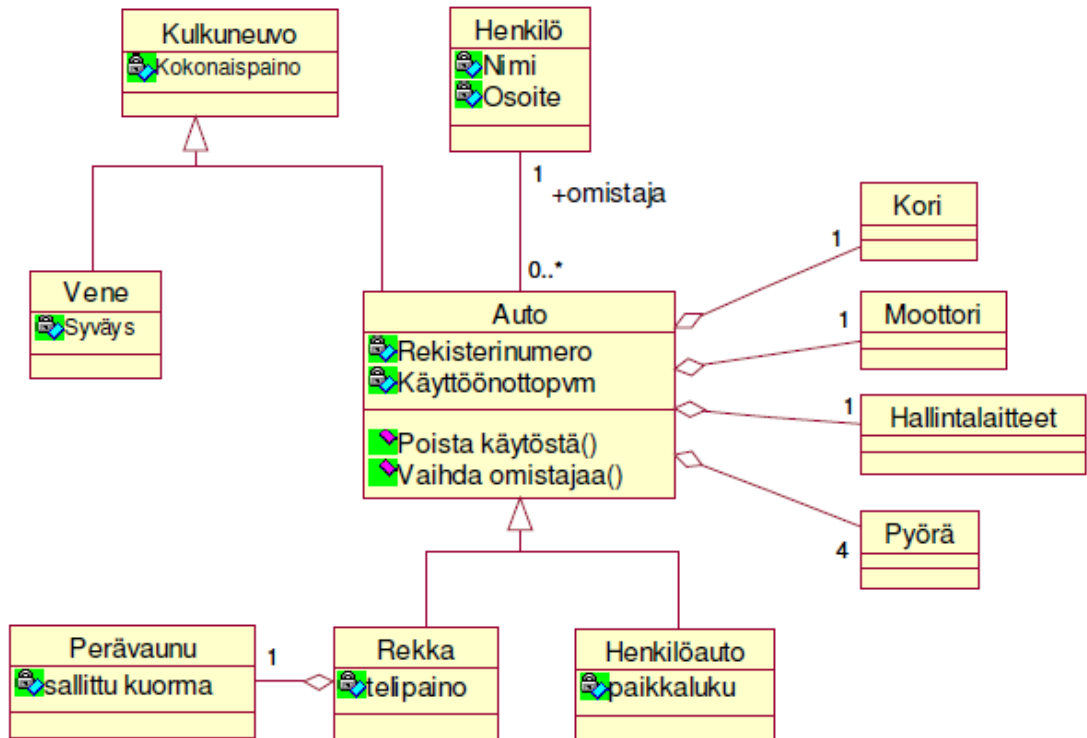 Kulkuneuvo
Kokonaispaino
Henkilö
Nimi
Osoite
1
+omistaja
0..*
Vene
Syväys
Auto
Rekisterinumero
Käyttöönottopvm
Poista käytöstä()
Vaihda omistajaa()
Kori
1
Moottori
1
Hallintalaitteet
1
Pyörä
4
Perävaunu
sallittu kuorma
1
Rekka
telipaino
Henkilöauto
paikkaluku